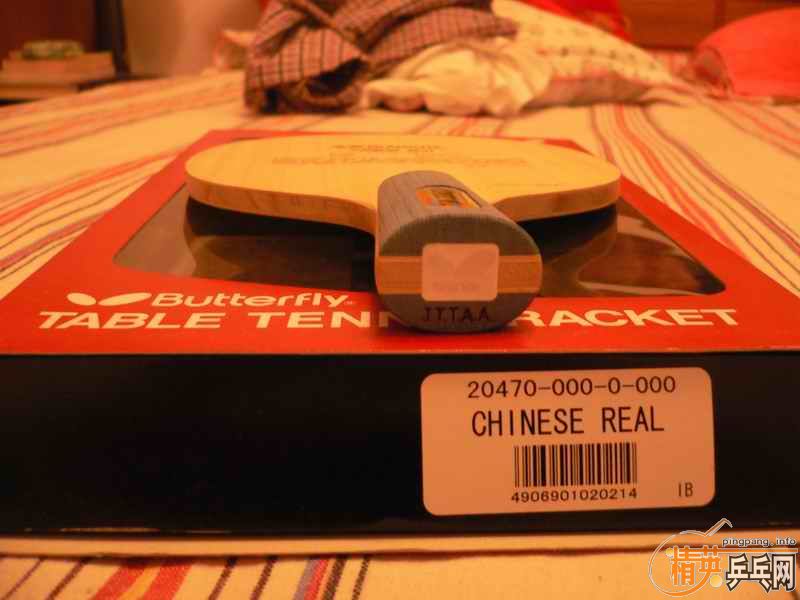 Butterfly
TABLE TENNIS RACKET
J.T.T.A.A.
20470-000-0-000
CHINESE REAL
4906901020214
IB
pingpang.info
精英乒乓网